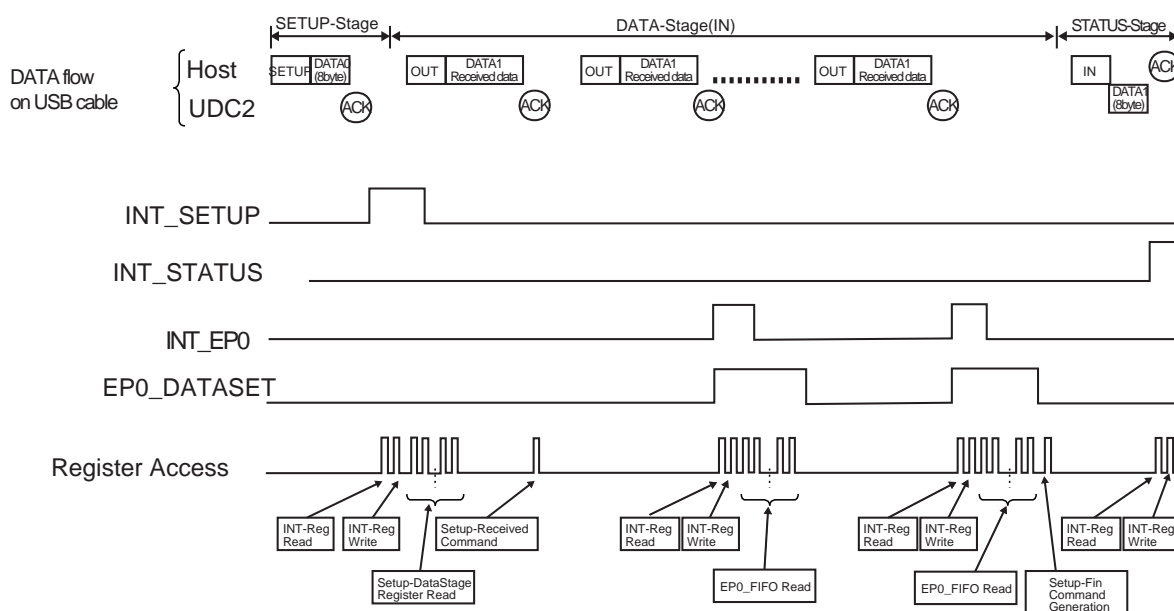 SETUP-Stage DATA-Stage(IN) STATUS-Stage
DATA flow
on USB cable
Host
UDC2
SETUP DATA0
(8byte)
ACK
OUT DATA1
Received data
ACK
OUT DATA1
Received data
ACK
OUT DATA1
Received data
ACK
IN
DATA1
(8byte)
ACK
INT_SETUP
INT_STATUS
INT_EP0
EP0_DATASET
Register Access
INT-Reg
Read
INT-Reg
Write
Setup-DataStage
Register Read
Setup-Received
Command
INT-Reg
Read
INT-Reg
Write
EP0_FIFO Read
INT-Reg
Read
INT-Reg
Write
EP0_FIFO Read
Setup-Fin
Command
Generation
INT-Reg
Read
INT-Reg
Write